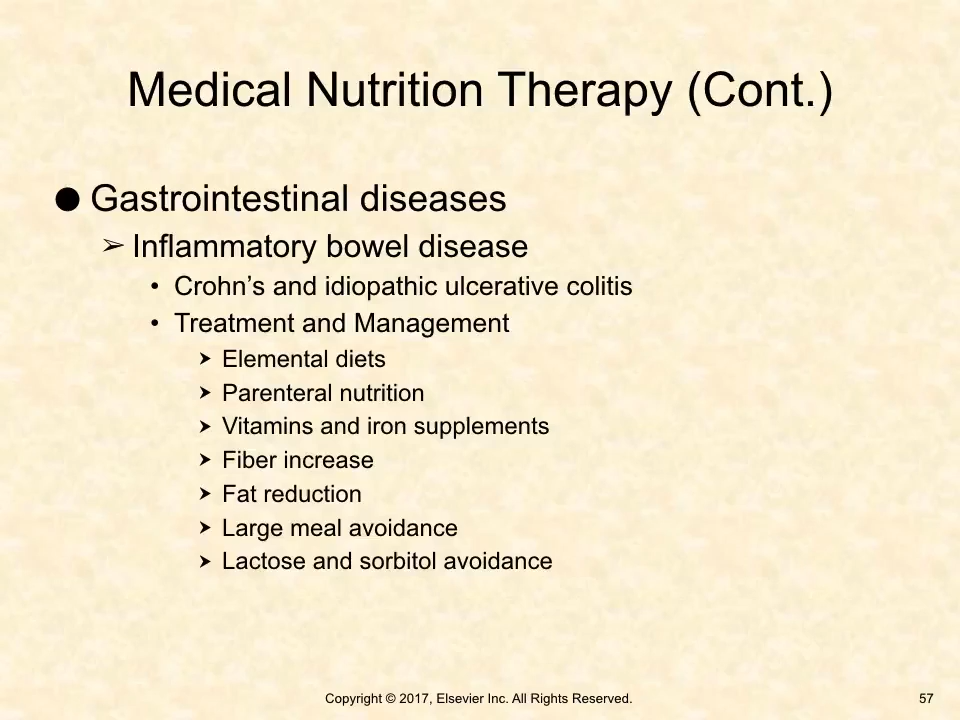 Medical Nutrition Therapy (Cont.)
● Gastrointestinal diseases
➢ Inflammatory bowel disease
• Crohn’s and idiopathic ulcerative colitis
• Treatment and Management
➤ Elemental diets
➤ Parenteral nutrition
➤ Vitamins and iron supplements
➤ Fiber increase
➤ Fat reduction
➤ Large meal avoidance
➤ Lactose and sorbitol avoidance
Copyright © 2017, Elsevier Inc. All Rights Reserved.
57